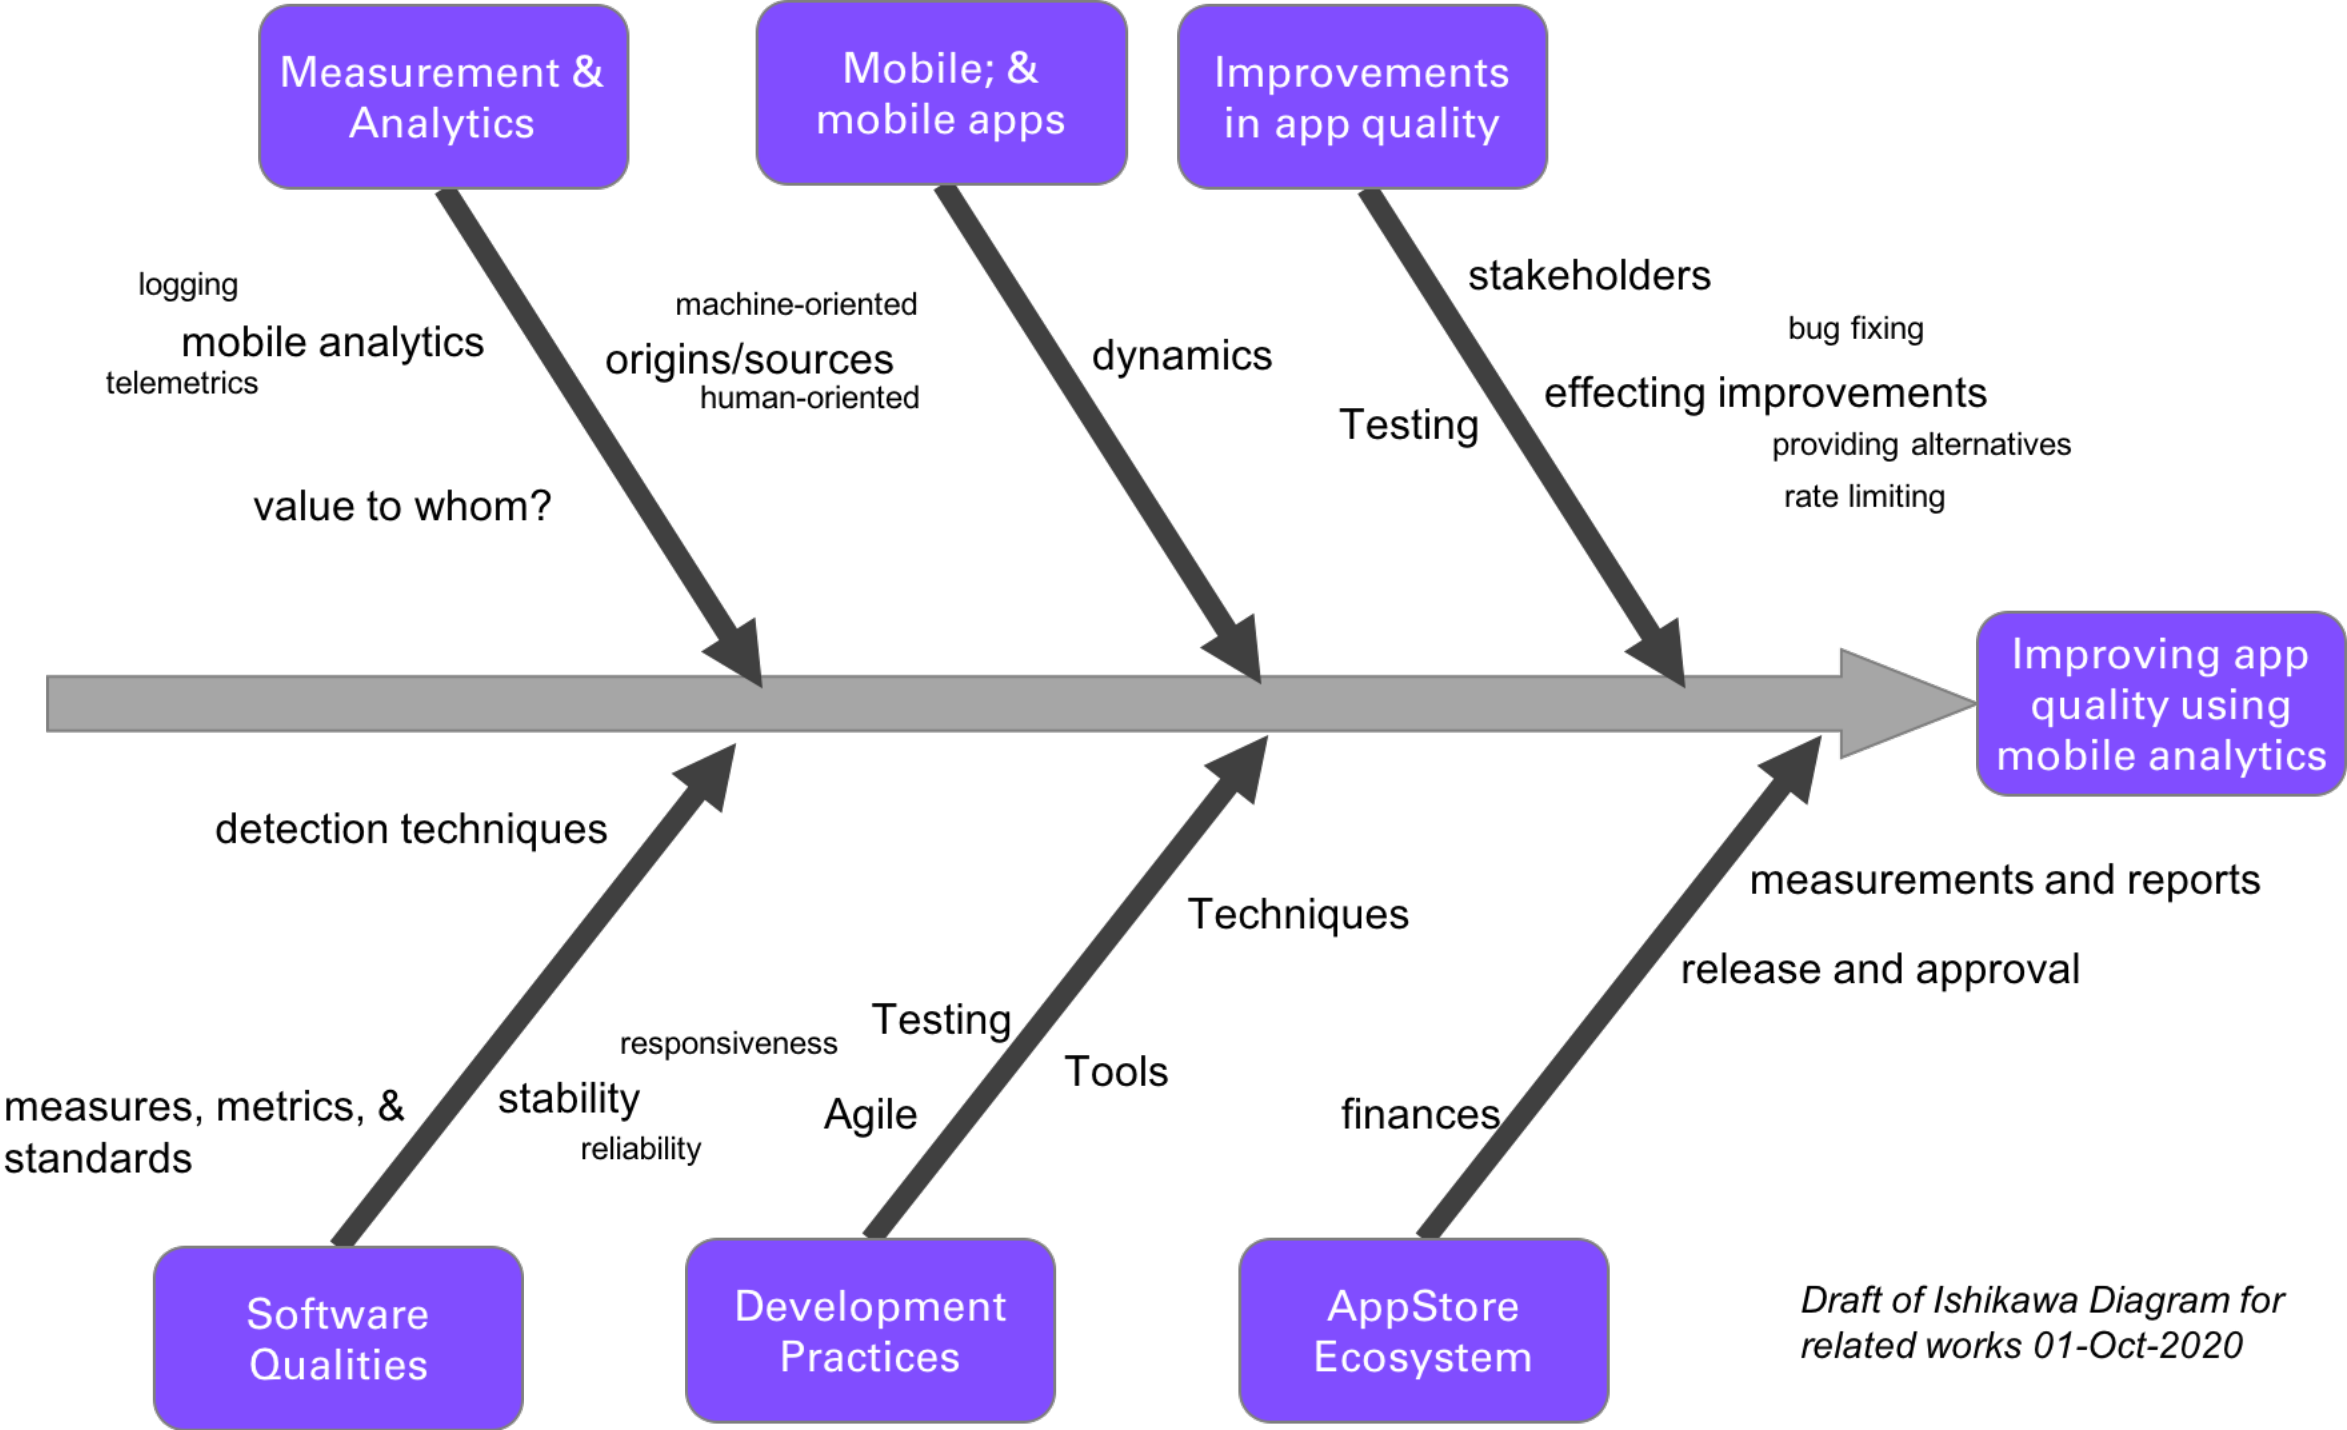 Measurement &
Analytics
Mobile; &
mobile apps
Improvements
in app quality
logging
mobile analytics
telemetrics
value to whom?
machine-oriented
origins/sources
human-oriented
dynamics
Testing
stakeholders
bug fixing
effecting improvements
providing alternatives
rate limiting
Improving app
quality using
mobile analytics
detection techniques
measures, metrics, &
standards
responsiveness
stability
reliability
Testing
Agile
Techniques
Tools
finances
measurements and reports
release and approval
Software
Qualities
Development
Practices
AppStore
Ecosystem
Draft of Ishikawa Diagram for
related works 01-Oct-2020